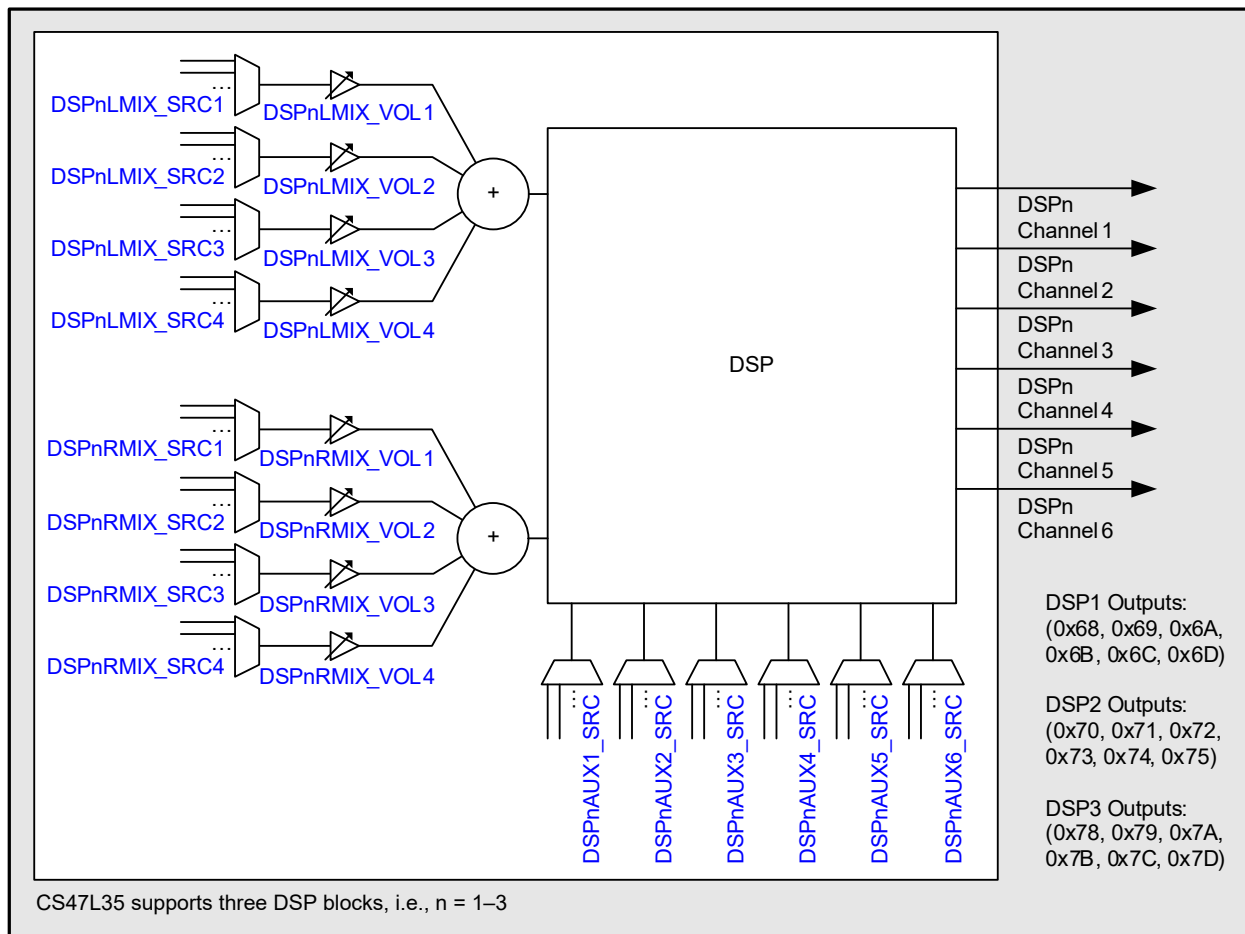 DSPnLMIX_SRC1
...
DSPnLMIX_VOL1
DSPnLMIX_SRC2
...
DSPnLMIX_VOL2
DSPnLMIX_SRC3
...
DSPnLMIX_VOL3
DSPnLMIX_SRC4
...
DSPnLMIX_VOL4
+
DSPnRMIX_SRC1
...
DSPnRMIX_VOL1
DSPnRMIX_SRC2
...
DSPnRMIX_VOL2
DSPnRMIX_SRC3
...
DSPnRMIX_VOL3
DSPnRMIX_SRC4
...
DSPnRMIX_VOL4
+
DSP
DSPn
Channel 1
DSPn
Channel 2
DSPn
Channel 3
DSPn
Channel 4
DSPn
Channel 5
DSPn
Channel 6
...
DSPnAUX1_SRC
...
DSPnAUX2_SRC
...
DSPnAUX3_SRC
...
DSPnAUX4_SRC
...
DSPnAUX5_SRC
...
DSPnAUX6_SRC
DSP1 Outputs:
(0x68, 0x69, 0x6A,
0x6B, 0x6C, 0x6D)
DSP2 Outputs:
(0x70, 0x71, 0x72,
0x73, 0x74, 0x75)
DSP3 Outputs:
(0x78, 0x79, 0x7A,
0x7B, 0x7C, 0x7D)
CS47L35 supports three DSP blocks, i.e., n = 1–3